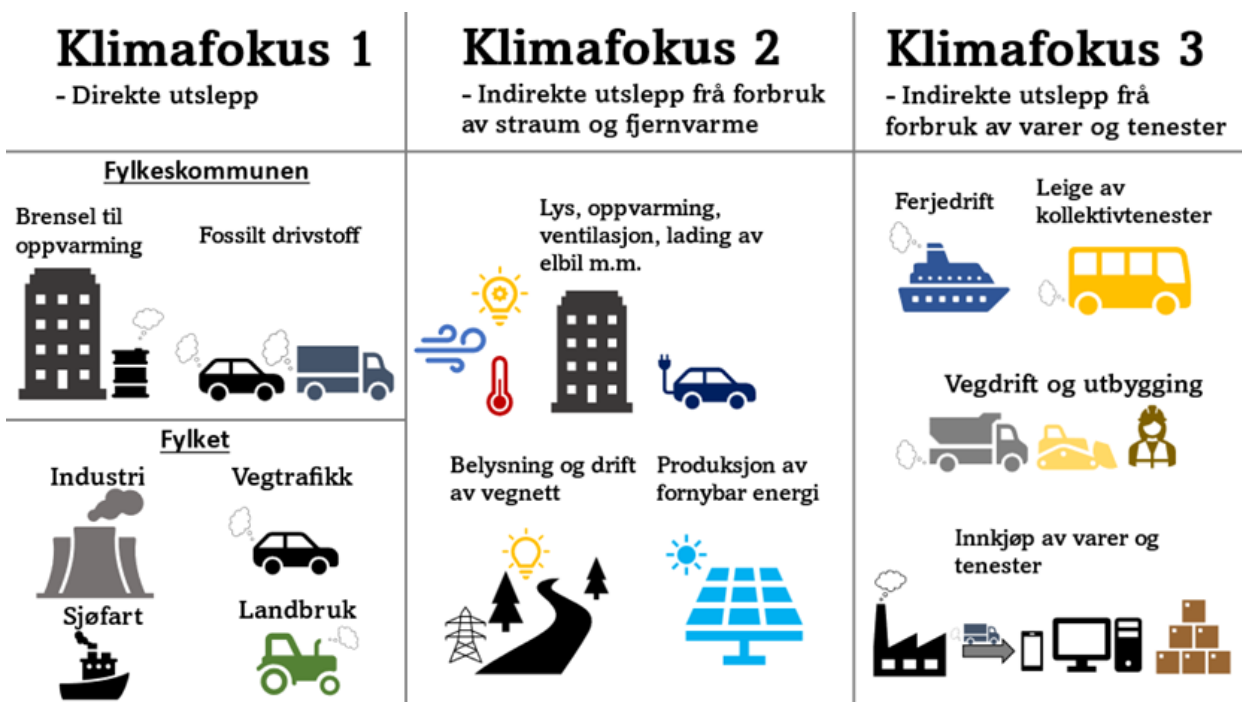 Klimafokus 1
- Direkte utslepp
Fylkeskommunen
Brensel til
oppvarming
Fossilt drivstoff
Fylket
Industri
Vegtrafikk
Sjøfart
Landbruk
Klimafokus 2
- Indirekte utslepp frå forbruk
av straum og fjernvarme
Lys, oppvarming,
ventilasjon, lading av
elbil m.m.
Belysning og drift
av vegnett
Produksjon av
fornybar energi
Klimafokus 3
- Indirekte utslepp frå
forbruk av varer og tenester
Ferjedrift
Leige av
kollektivtenester
Vegdrift og utbygging
Innkjøp av varer og
tenester